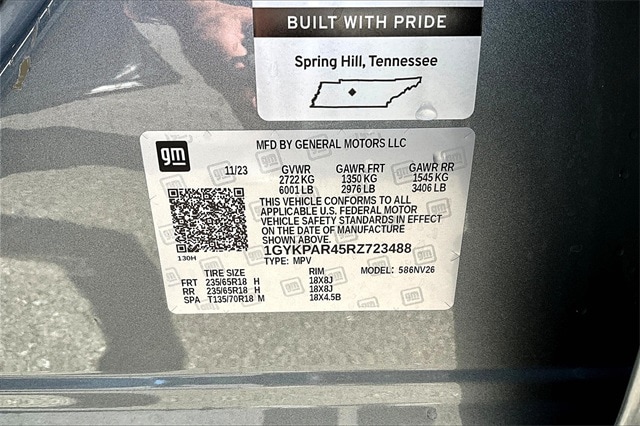 BUILT WITH PRIDE
Spring Hill, Tennessee
gm
MFD BY GENERAL MOTORS LLC
11/23 GVWR GAWR FRT GAWR RR
2722 KG 1350 KG 1545 KG
6001 LB 2976 LB 3406 LB
THIS VEHICLE CONFORMS TO ALL
APPLICABLE U.S. FEDERAL MOTOR
VEHICLE SAFETY STANDARDS IN EFFECT
ON THE DATE OF MANUFACTURE
SHOWN ABOVE.
130H
1GYKPAR45RZ723488
TYPE: MPV
TIRE SIZE RIM MODEL: 586NV26
FRT 235/65R18 H 18X8J
RR 235/65R18 H 18X8J
SPA T135/70R18 M 18X4.5B